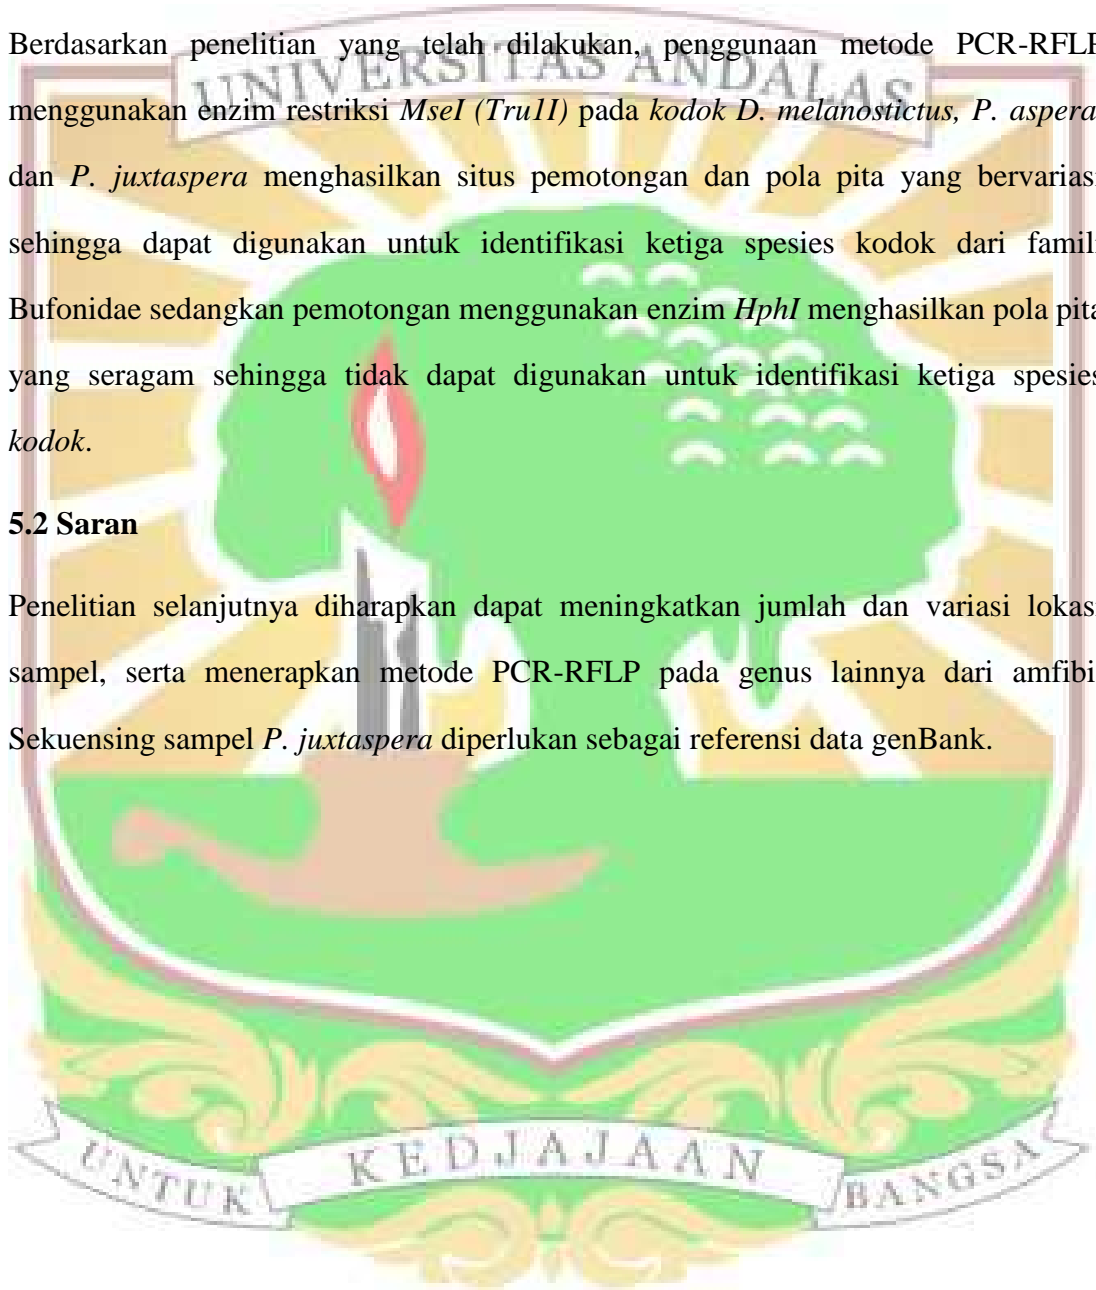 Berdasarkan penelitian yang telah dilakukan, penggunaan metode PCR-RFLP
UNIVERSITAS ANDALAS
menggunakan enzim restriksi MseI (Tru1I) pada kodok D. melanostictus, P. aspera
dan P. juxtaspera menghasilkan situs pemotongan dan pola pita yang bervariasi
sehingga dapat digunakan untuk identifikasi ketiga spesies kodok dari famili
Bufonidae sedangkan pemotongan menggunakan enzim HphI menghasilkan pola pita
yang seragam sehingga tidak dapat digunakan untuk identifikasi ketiga spesies
kodok.
5.2 Saran
Penelitian selanjutnya diharapkan dapat meningkatkan jumlah dan variasi lokasi
sampel, serta menerapkan metode PCR-RFLP pada genus lainnya dari amfibi
Sekuensing sampel P. juxtaspera diperlukan sebagai referensi data genBank.
UNTUK KEDJAJAAN BANGSA